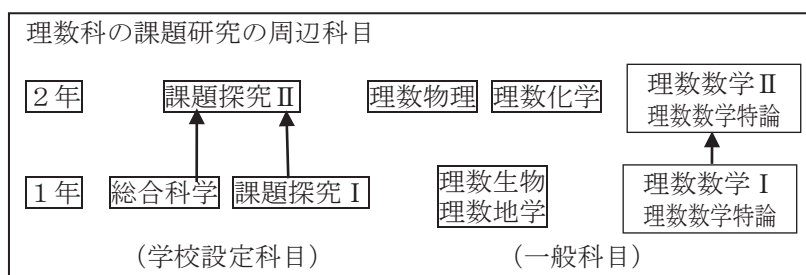 理数科の課題研究の周辺科目
2年 課題探究Ⅱ 理数物理 理数化学 理数数学Ⅱ
理数数学特論
1年 総合科学 課題探究Ⅰ 理数生物 理数数学Ⅰ
理数地学 理数数学特論
(学校設定科目) (一般科目)